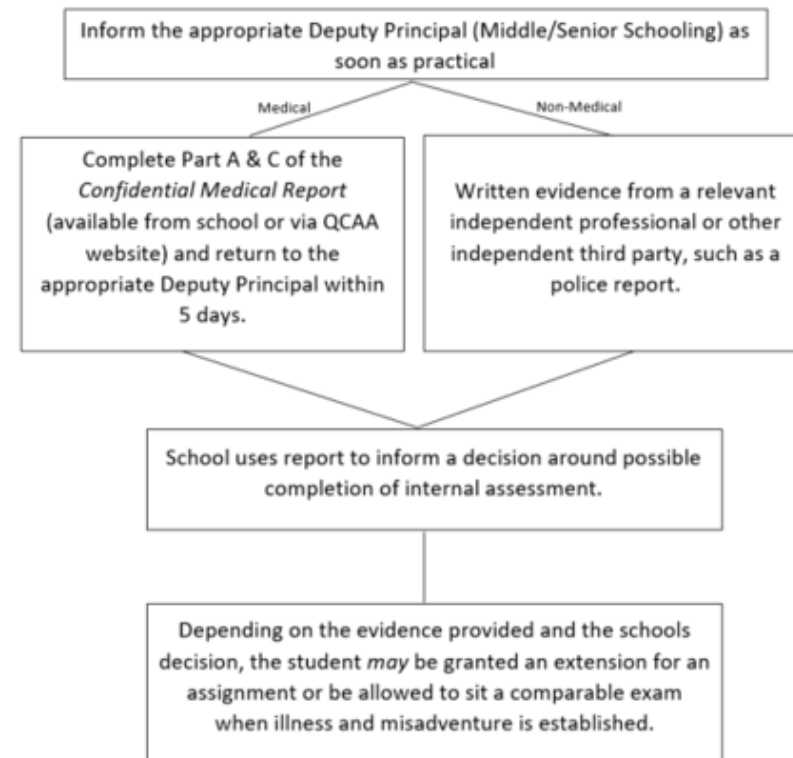 Inform the appropriate Deputy Principal (Middle/Senior Schooling) as
soon as practical
Medical
Non-Medical
Complete Part A & C of the
Confidential Medical Report
(available from school or via QCAA
website) and return to the
appropriate Deputy Principal within
5 days.
Written evidence from a relevant
independent professional or other
independent third party, such as a
police report.
School uses report to inform a decision around possible
completion of internal assessment.
Depending on the evidence provided and the schools
decision, the student may be granted an extension for an
assignment or be allowed to sit a comparable exam
when illness and misadventure is established.